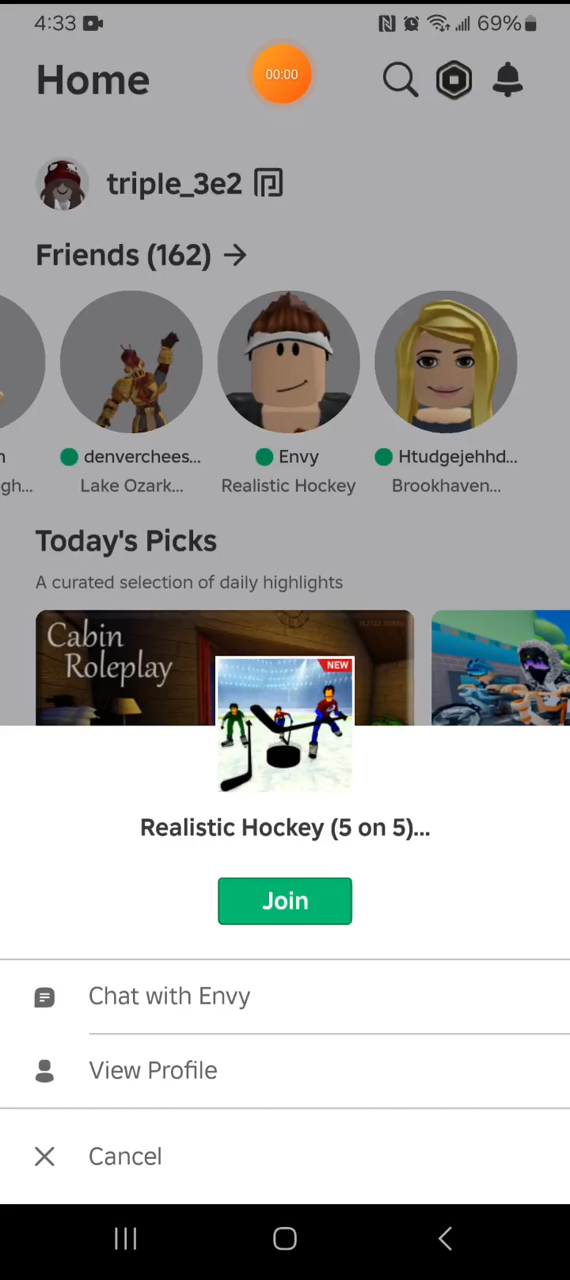 4:33
69%
Home
00:00
triple_3e2
Friends (162)
denverchees...
Envy
Htudgejehhd...
gh...
Lake Ozark...
Realistic Hockey
Brookhaven...
Today's Picks
A curated selection of daily highlights
Cabin
Roleplay
NEW
Realistic Hockey (5 on 5)...
Join
Chat with Envy
View Profile
Cancel